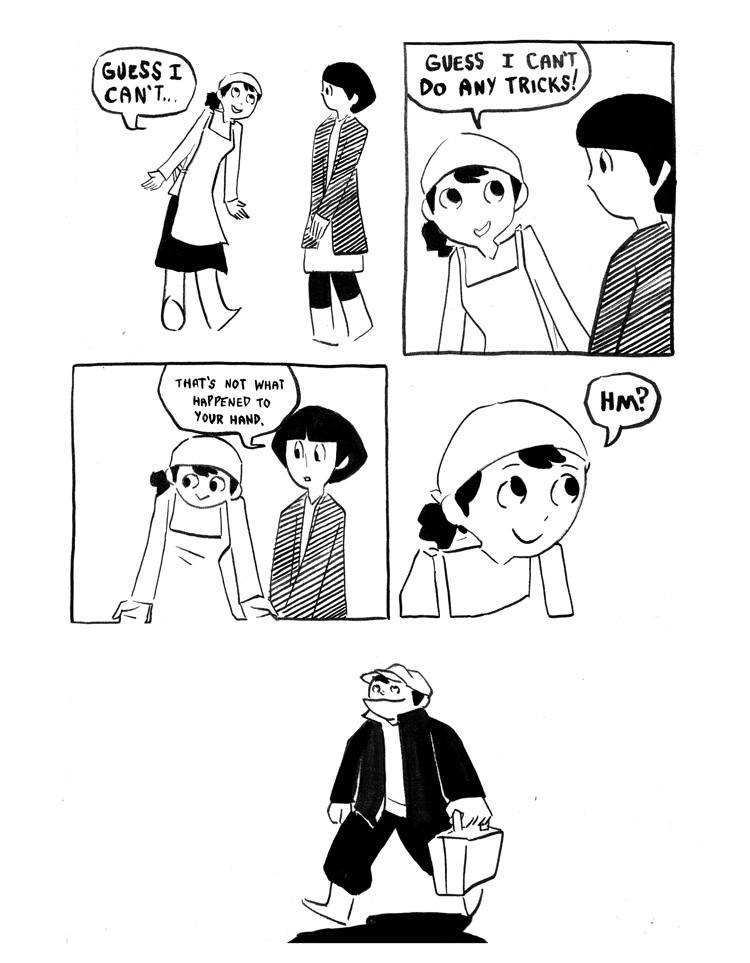 GUESS I
CAN'T...
GUESS I CAN'T
DO ANY TRICKS!
THAT'S NOT WHAT
HAPPENED TO
YOUR HAND.
HM?